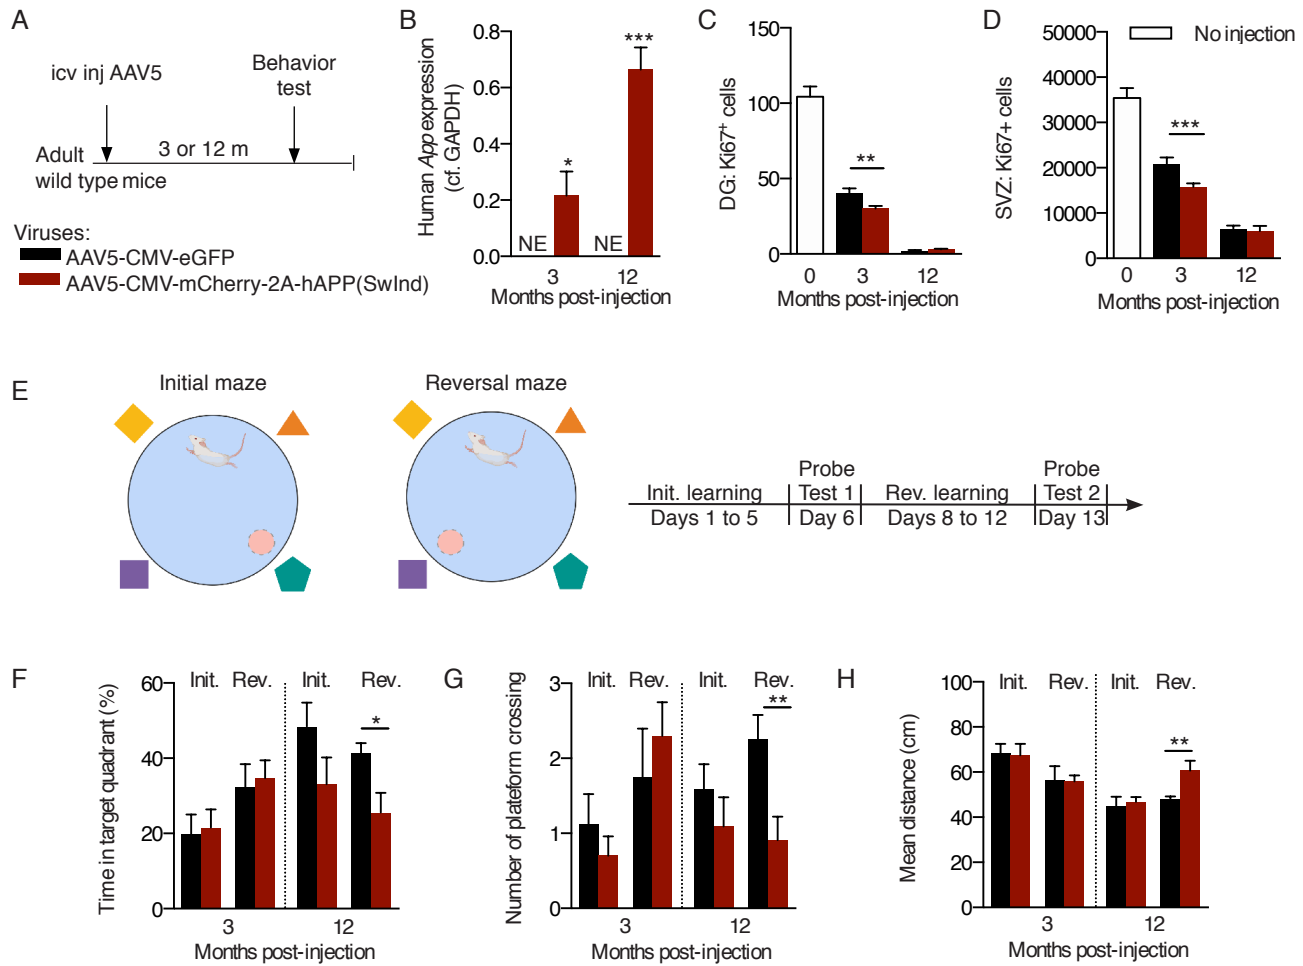 A
icv inj AAV5
Behavior
test
Adult
3 or 12 m
wild type mice
Viruses:
AAV5-CMV-eGFP
AAV5-CMV-mCherry-2A-hAPP(SwInd)
B
Human App expression
(cf. GAPDH)
0.8
0.6
0.4
0.2
0.0
NE
*
NE
***
3
12
Months post-injection
C
DG: Ki67+ cells
150
100
50
0
**
0
3
12
Months post-injection
D
SVZ: Ki67+ cells
50000
40000
30000
20000
10000
0
No injection
***
0
3
12
Months post-injection
E
Initial maze
Reversal maze
Init. learning
Days 1 to 5
Probe
Test 1
Day 6
Rev. learning
Days 8 to 12
Probe
Test 2
Day 13
F
Time in target quadrant (%)
60
40
20
0
Init.
Rev.
Init.
Rev.
*
3
12
Months post-injection
G
Number of plateform crossing
3
2
1
0
Init.
Rev.
Init.
Rev.
**
3
12
Months post-injection
H
Mean distance (cm)
100
80
60
40
20
0
Init.
Rev.
Init.
Rev.
**
3
12
Months post-injection